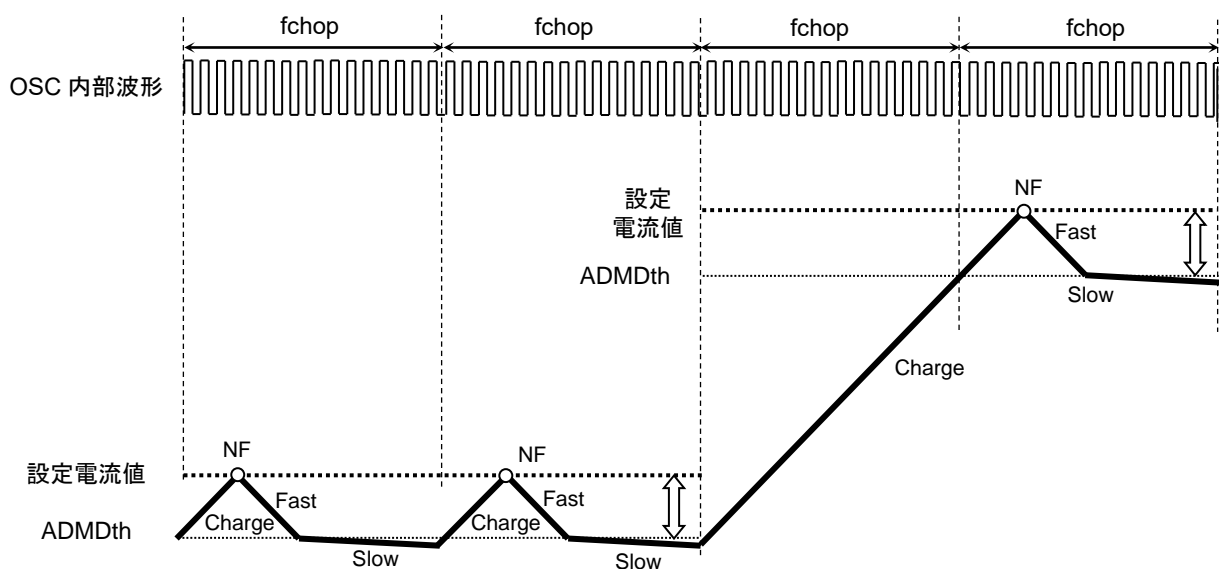 fchop fchop fchop fchop
OSC 内部波形
NF
設定
電流値
Fast
ADMDth
Slow
Charge
NF NF
設定電流値
Fast Fast
Charge Charge
ADMDth
Slow Slow